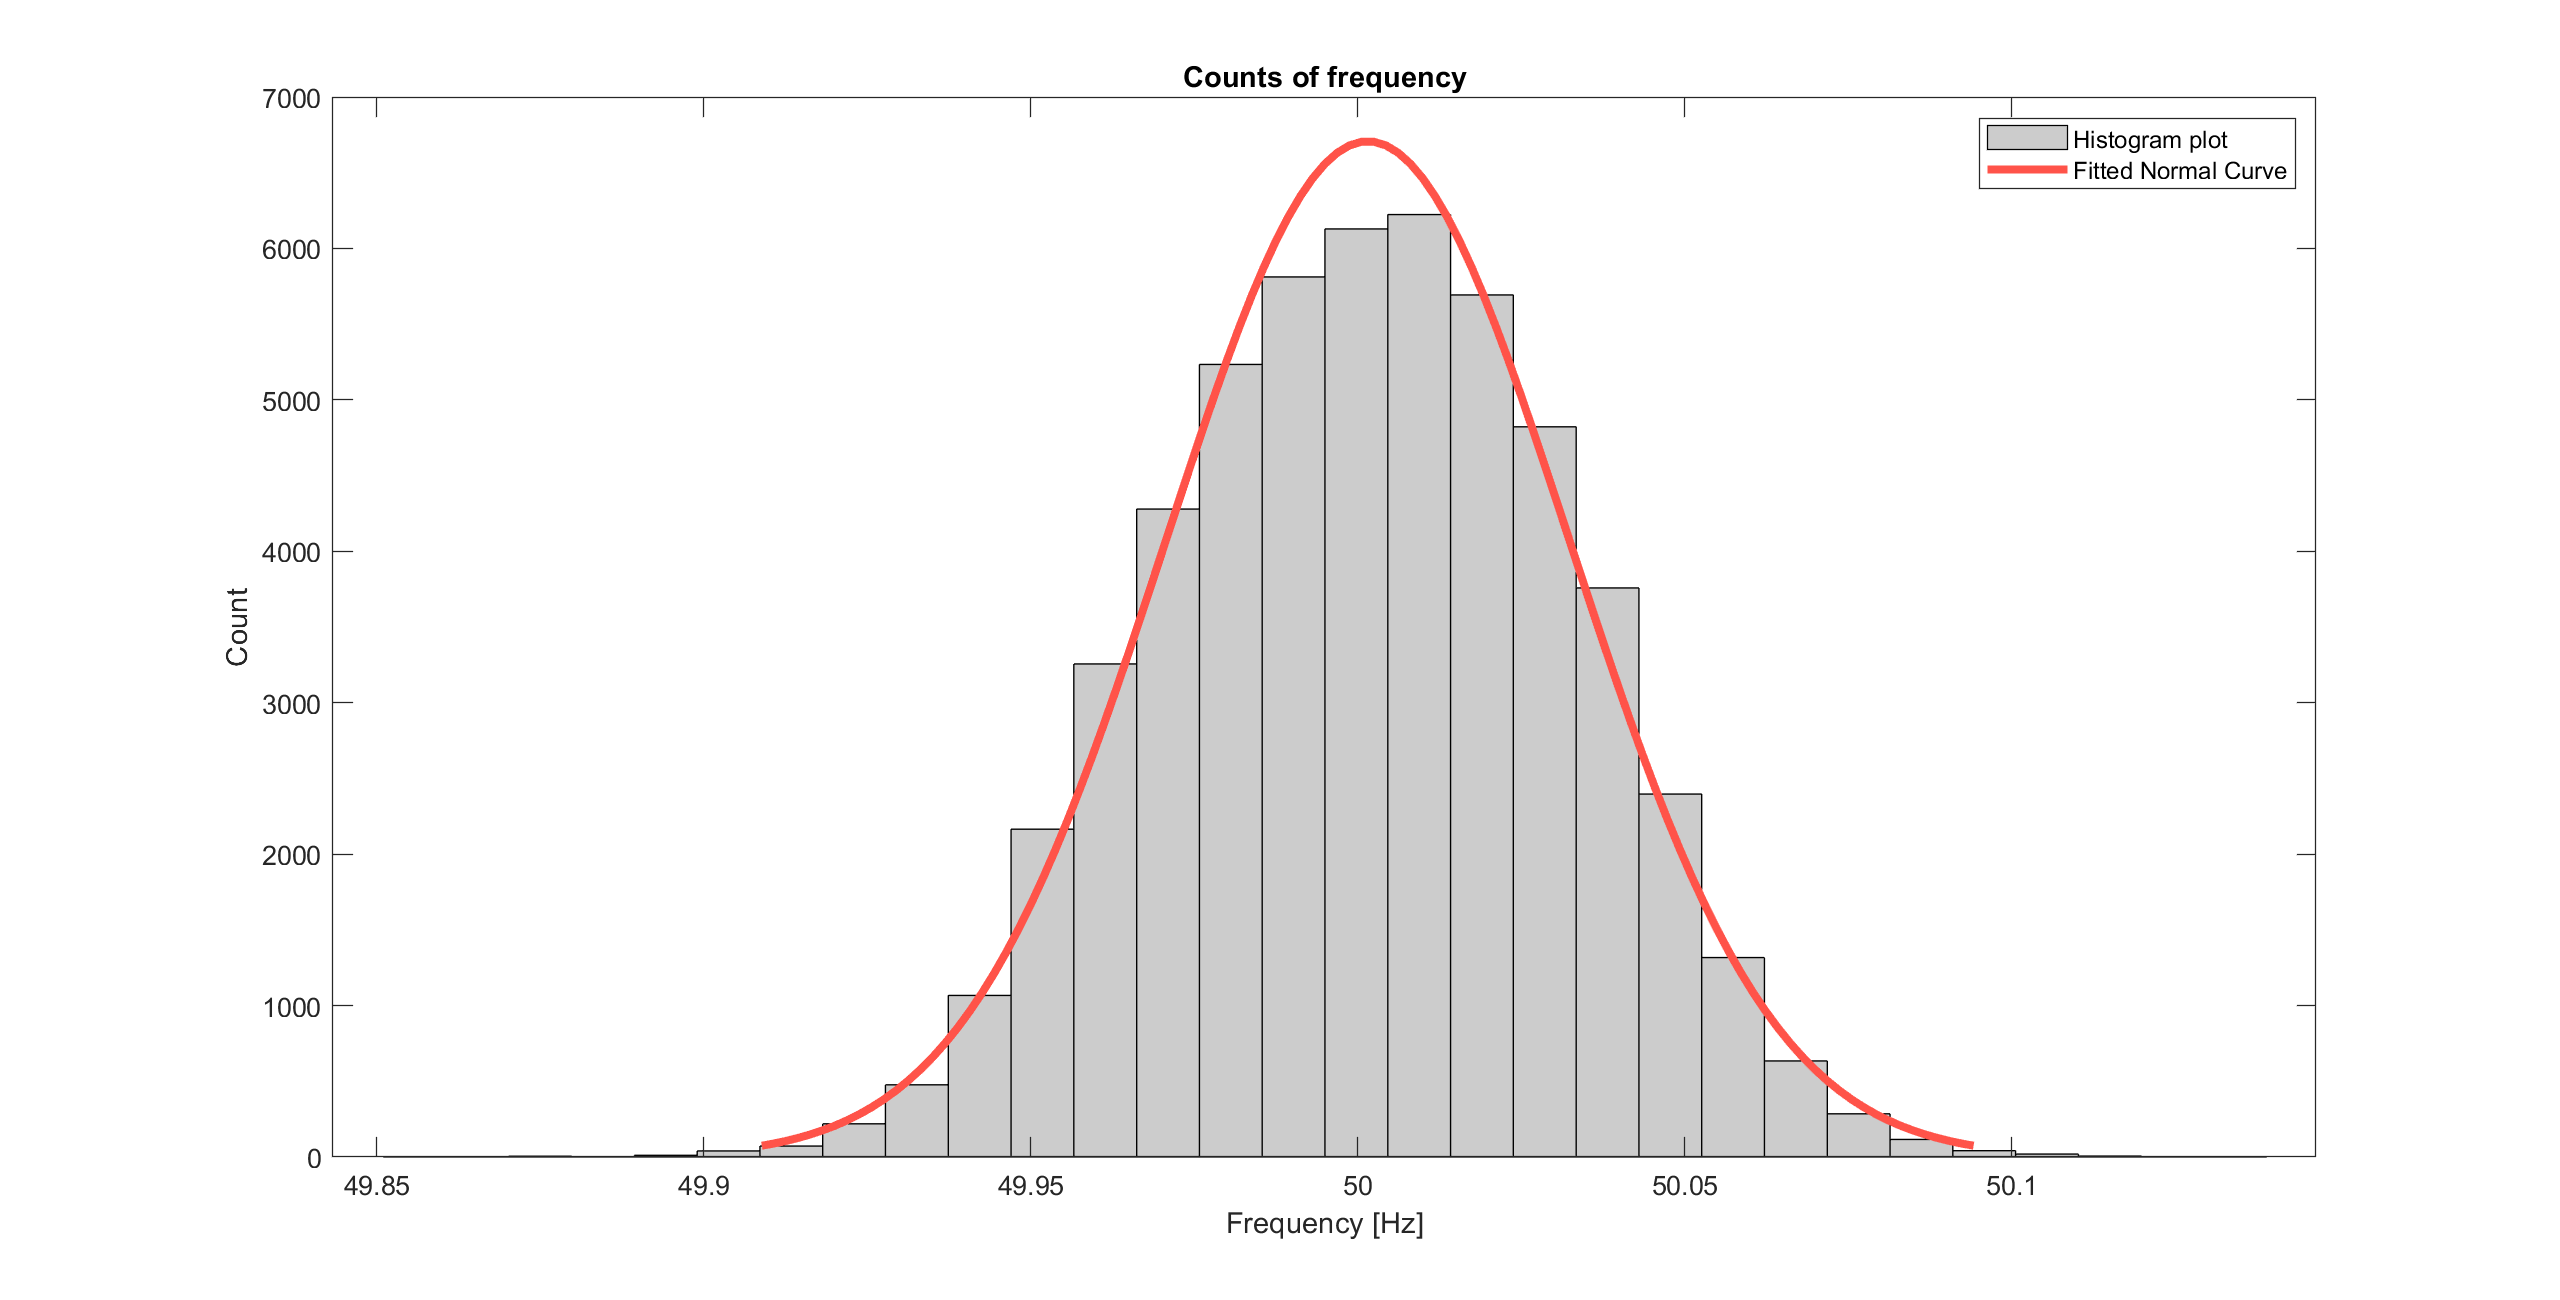 Counts of frequency
7000
6000
5000
4000
3000
2000
1000
0
Count
49.85 49.9 49.95 50 50.05 50.1
Frequency [Hz]
Histogram plot
Fitted Normal Curve